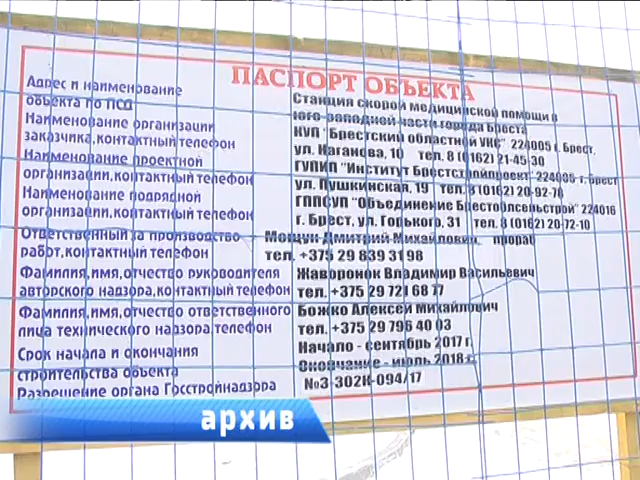 ПАСПОРТ ОБЪЕКТА
Адрес и наименование
объекта по ПСД
Станция скорой медицинской помощи в
юго-западной части города Бреста
Наименование организации
заказчика,контактный телефон
КУП "Брестский областной УКС" 224005 г. Брест,
ул. Каганова, 10 тел. 8 (0162) 21-45-30
Наименование проектной
организации,контактный телефон
ГУПИП "Институт Брестстройпроект" 224035 г. Брест
ул. Пушкинская, 19 тел. 8 (0162) 20-92-70
Наименование подрядной
организации,контактный телефон
ГППСУП "Объединение Брестоблсельстрой" 224016
г. Брест, ул. Горького, 31 тел. 8 (0162) 20-72-10
Ответственный за производство
работ,контактный телефон
Мощук Дмитрий Михайлович, прораб
тел. +375 29 839 31 98
Фамилия,имя,отчество руководителя
авторского надзора,контактный телефон
Жаворонок Владимир Васильевич
тел. +375 29 721 68 77
Фамилия,имя,отчество ответственного
лица технического надзора,телефон
Божко Алексей Михайлович
тел. +375 29 796 40 03
Срок начала и окончания
строительства объекта
Начало - сентябрь 2017 г.
Окончание - июль 2018 г.
Разрешение органа Госстройнадзора
№3-302К-094/17
архив